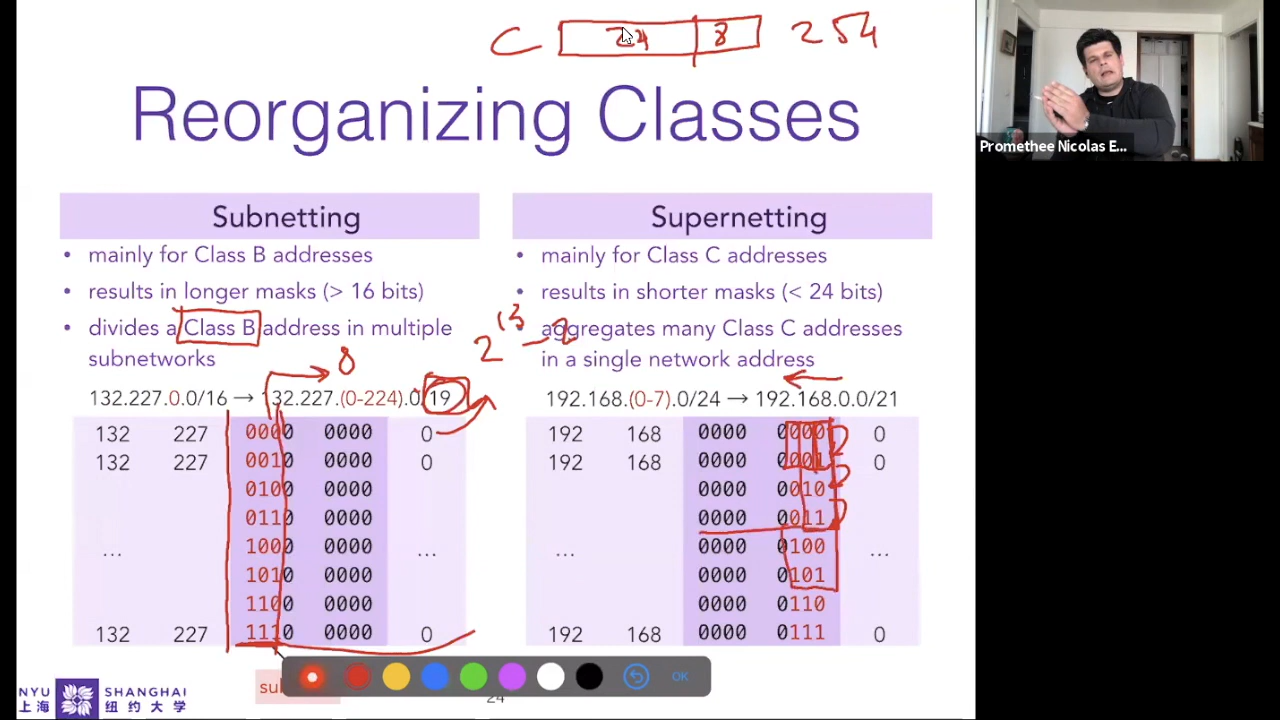 C 24 8 254
Promethee Nicolas E...
Reorganizing Classes
Subnetting
• mainly for Class B addresses
• results in longer masks (> 16 bits)
• divides a Class B address in multiple
subnetworks
8
132.227.0.0/16 → 132.227.(0-224).0/19
132 227 0000 0000 0
132 227 0010 0000 0
0100 0000
0110 0000
... 1000 0000 ...
1010 0000
1100 0000
132 227 1110 0000 0
Supernetting
• mainly for Class C addresses
• results in shorter masks (< 24 bits)
• aggregates many Class C addresses
in a single network address
2^13 - 2
192.168.(0-7).0/24 → 192.168.0.0/21
192 168 0000 0000 0
192 168 0000 0001 0
0000 0010
0000 0011
... 0000 0100 ...
0000 0101
0000 0110
192 168 0000 0111 0
OK
NYU SHANGHAI
上海 纽约大学
24